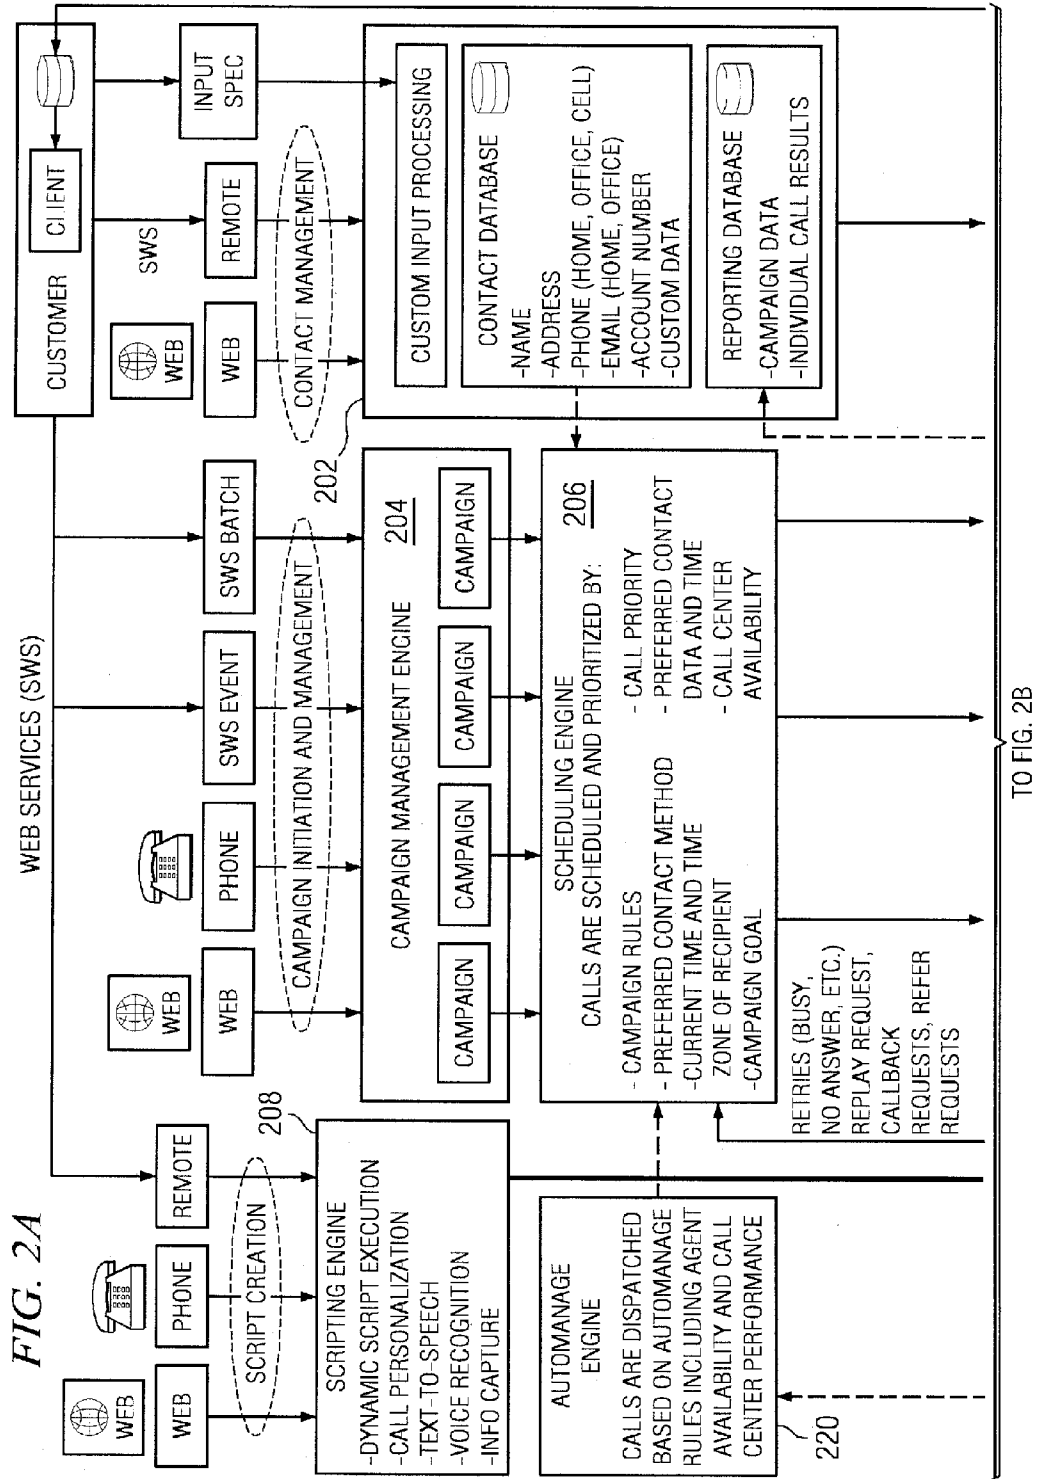 FIG. 2A
WEB SERVICES (SWS)
CUSTOMER
CLIENT
WEB
WEB
PHONE
REMOTE
SCRIPT CREATION
208
SCRIPTING ENGINE
-DYNAMIC SCRIPT EXECUTION
-CALL PERSONALIZATION
-TEXT-TO-SPEECH
-VOICE RECOGNITION
-INFO CAPTURE
WEB
WEB
PHONE
SWS EVENT
SWS BATCH
CAMPAIGN INITIATION AND MANAGEMENT
CAMPAIGN MANAGEMENT ENGINE
204
CAMPAIGN
CAMPAIGN
CAMPAIGN
CAMPAIGN
WEB
WEB
SWS
REMOTE
INPUT
SPEC
CONTACT MANAGEMENT
202
CUSTOM INPUT PROCESSING
CONTACT DATABASE
-NAME
-ADDRESS
-PHONE (HOME, OFFICE, CELL)
-EMAIL (HOME, OFFICE)
-ACCOUNT NUMBER
-CUSTOM DATA
REPORTING DATABASE
-CAMPAIGN DATA
-INDIVIDUAL CALL RESULTS
SCHEDULING ENGINE
206
CALLS ARE SCHEDULED AND PRIORITIZED BY:
- CAMPAIGN RULES
- PREFERRED CONTACT METHOD
-CURRENT TIME AND TIME
ZONE OF RECIPIENT
-CAMPAIGN GOAL
- CALL PRIORITY
- PREFERRED CONTACT
DATA AND TIME
- CALL CENTER
AVAILABILITY
AUTOMANAGE
ENGINE
CALLS ARE DISPATCHED
BASED ON AUTOMANAGE
RULES INCLUDING AGENT
AVAILABILITY AND CALL
CENTER PERFORMANCE
220
RETRIES (BUSY,
NO ANSWER, ETC.)
REPLAY REQUEST,
CALLBACK
REQUESTS, REFER
REQUESTS
TO FIG. 2B